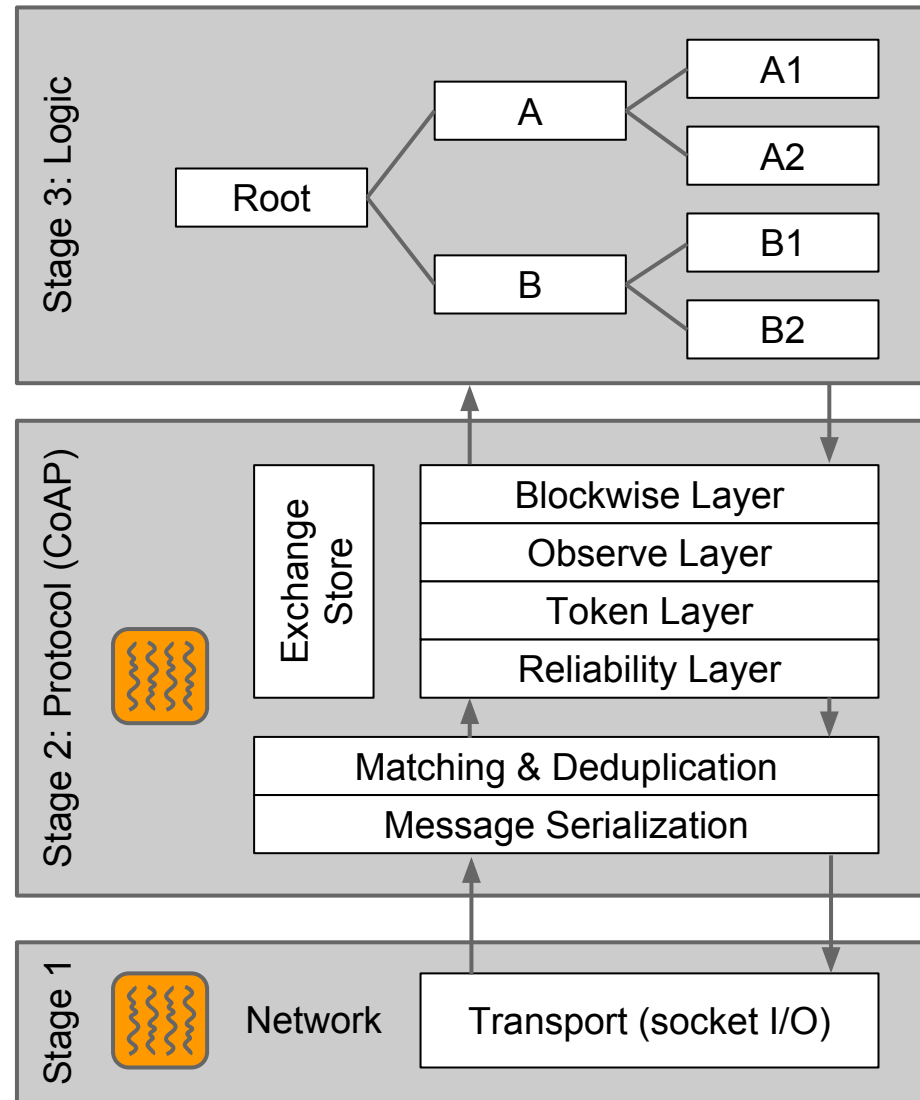 Stage 3: Logic
Root
A
A1
A2
B
B1
B2
Stage 2: Protocol (CoAP)
Exchange
Store
Blockwise Layer
Observe Layer
Token Layer
Reliability Layer
Matching & Deduplication
Message Serialization
Stage 1
Network
Transport (socket I/O)